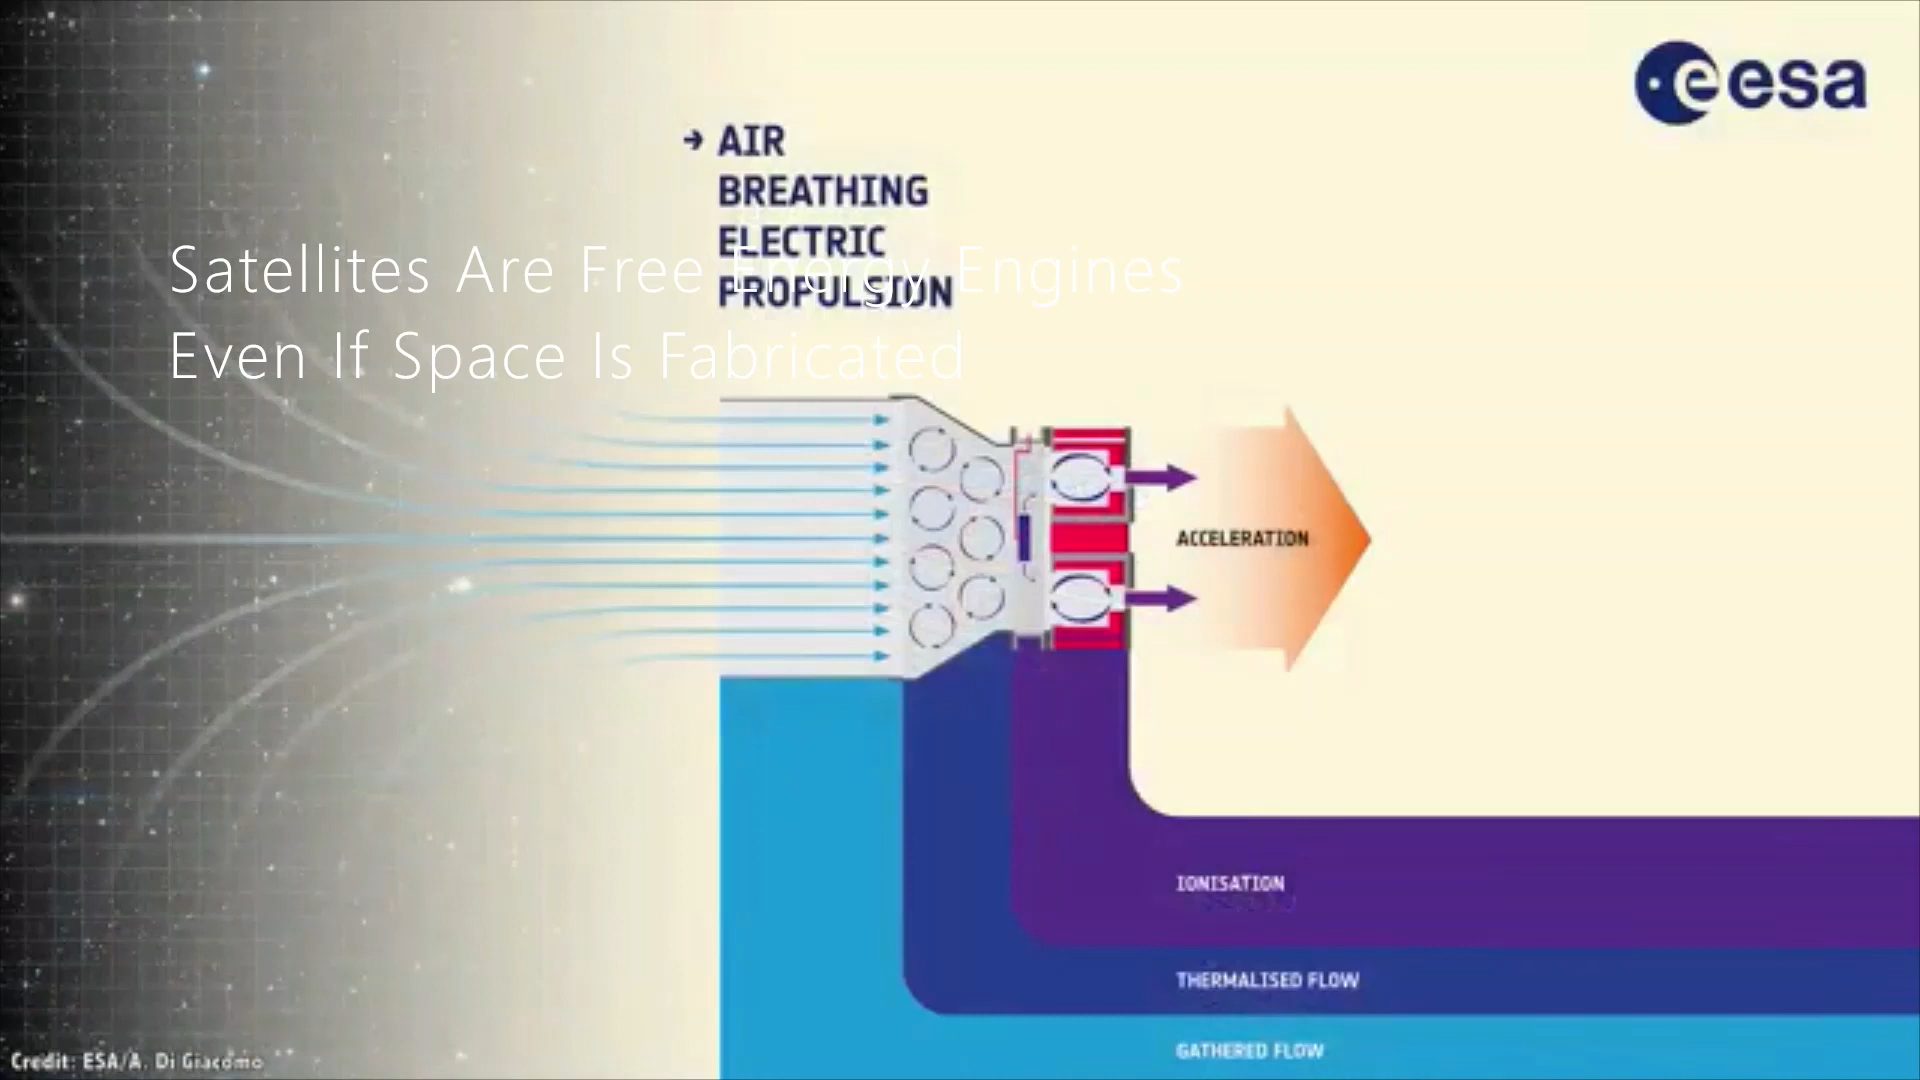 esa
→ AIR
BREATHING
ELECTRIC
PROPULSION
Satellites Are Free Energy Engines
Even If Space Is Fabricated
ACCELERATION
IONISATION
THERMALISED FLOW
GATHERED FLOW
Credit: ESA/A. Di Giacomo